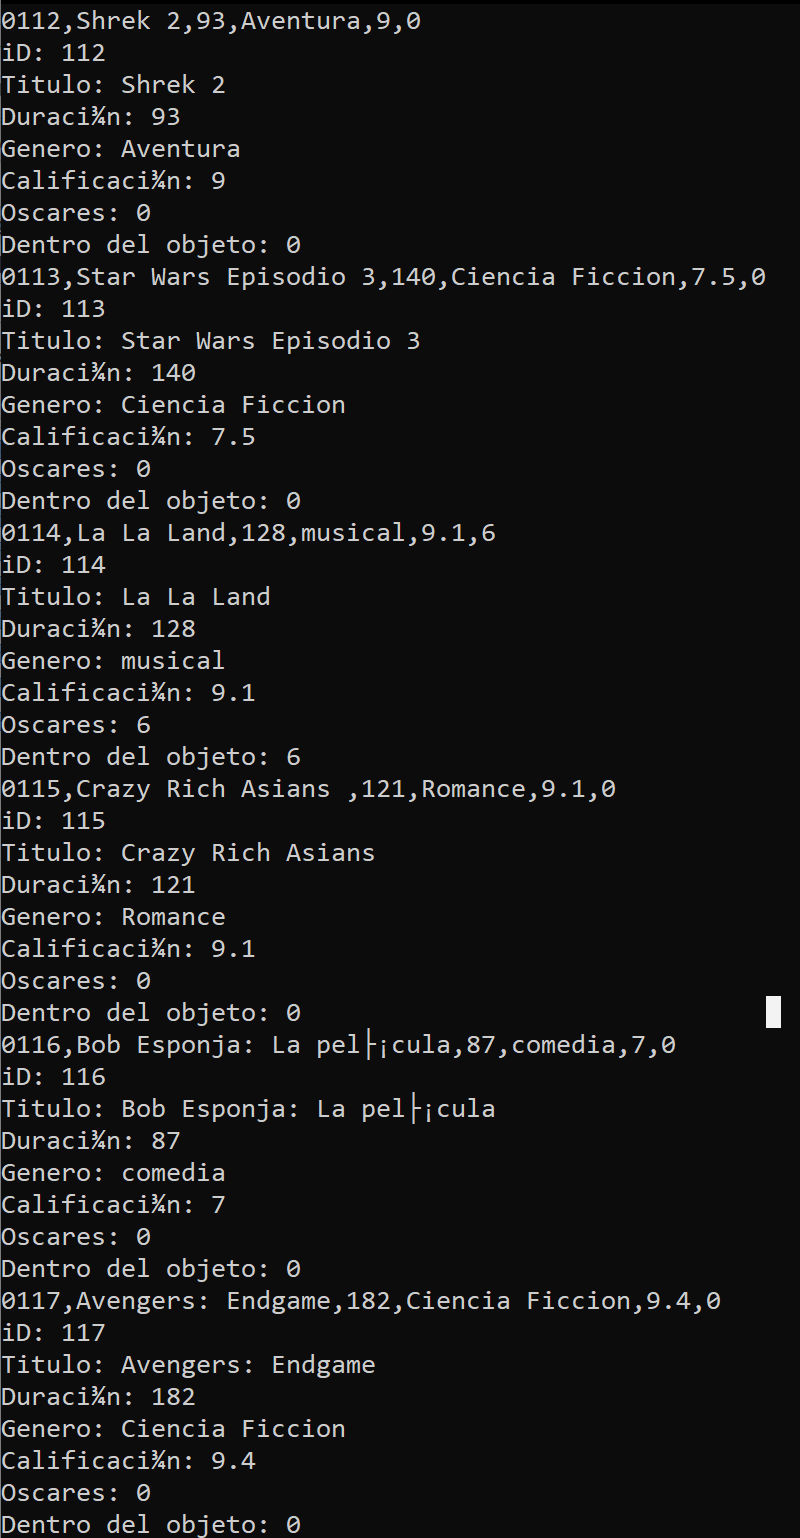 0112,Shrek 2,93,Aventura,9,0
iD: 112
Titulo: Shrek 2
Duraci¾n: 93
Genero: Aventura
Calificaci¾n: 9
Oscares: 0
Dentro del objeto: 0
0113,Star Wars Episodio 3,140,Ciencia Ficcion,7.5,0
iD: 113
Titulo: Star Wars Episodio 3
Duraci¾n: 140
Genero: Ciencia Ficcion
Calificaci¾n: 7.5
Oscares: 0
Dentro del objeto: 0
0114,La La Land,128,musical,9.1,6
iD: 114
Titulo: La La Land
Duraci¾n: 128
Genero: musical
Calificaci¾n: 9.1
Oscares: 6
Dentro del objeto: 6
0115,Crazy Rich Asians ,121,Romance,9.1,0
iD: 115
Titulo: Crazy Rich Asians
Duraci¾n: 121
Genero: Romance
Calificaci¾n: 9.1
Oscares: 0
Dentro del objeto: 0
0116,Bob Esponja: La pel├¡cula,87,comedia,7,0
iD: 116
Titulo: Bob Esponja: La pel├¡cula
Duraci¾n: 87
Genero: comedia
Calificaci¾n: 7
Oscares: 0
Dentro del objeto: 0
0117,Avengers: Endgame,182,Ciencia Ficcion,9.4,0
iD: 117
Titulo: Avengers: Endgame
Duraci¾n: 182
Genero: Ciencia Ficcion
Calificaci¾n: 9.4
Oscares: 0
Dentro del objeto: 0